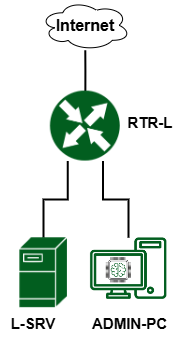 Internet
RTR-L
L-SRV
ADMIN-PC